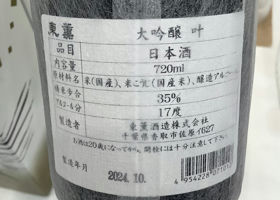 東薫 大吟醸 叶
品目 日本酒
内容量 720ml
原材料名 米(国産)、米こうじ(国産米)、醸造アルコール
精米歩合 35%
アルコール分 17度
製造者 東薫酒造株式会社
千葉県香取市佐原イ627
お酒は20歳になってから。開栓には十分注意して下さい。
製造年月 2024.10.
4 954228 07101